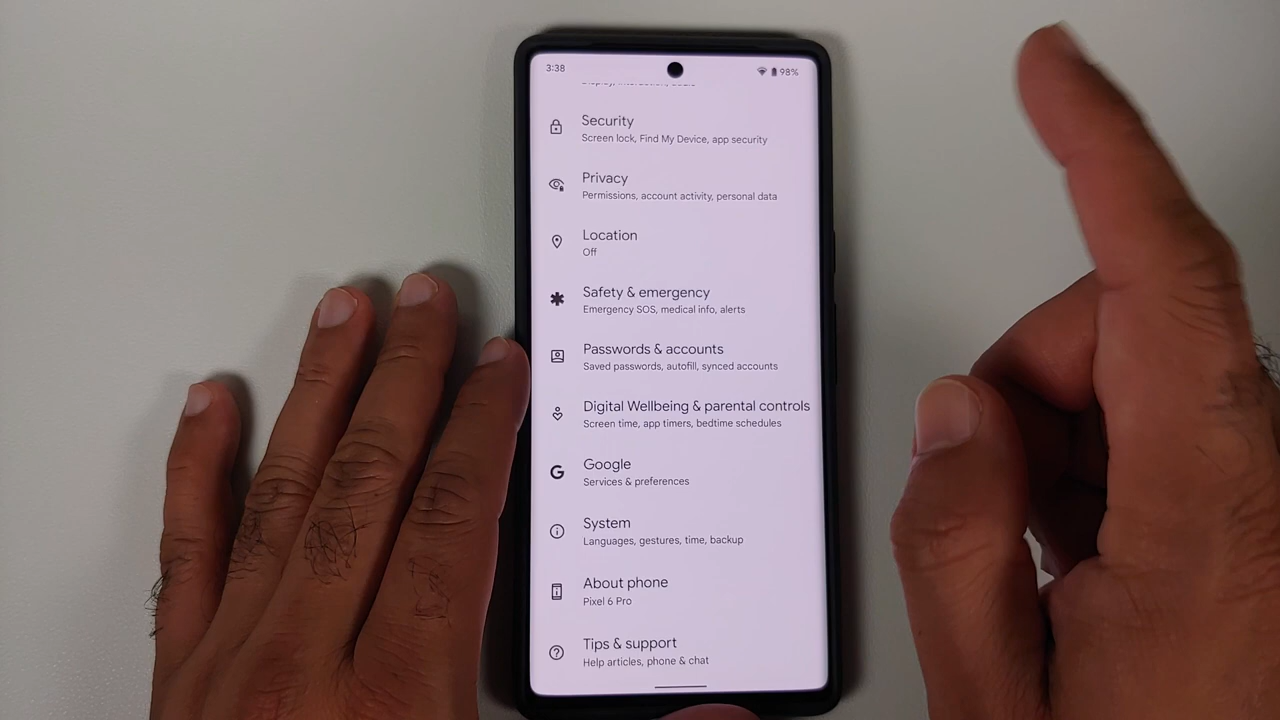 3:38
98%
Security
Screen lock, Find My Device, app security
Privacy
Permissions, account activity, personal data
Location
Off
Safety & emergency
Emergency SOS, medical info, alerts
Passwords & accounts
Saved passwords, autofill, synced accounts
Digital Wellbeing & parental controls
Screen time, app timers, bedtime schedules
Google
Services & preferences
System
Languages, gestures, time, backup
About phone
Pixel 6 Pro
Tips & support
Help articles, phone & chat